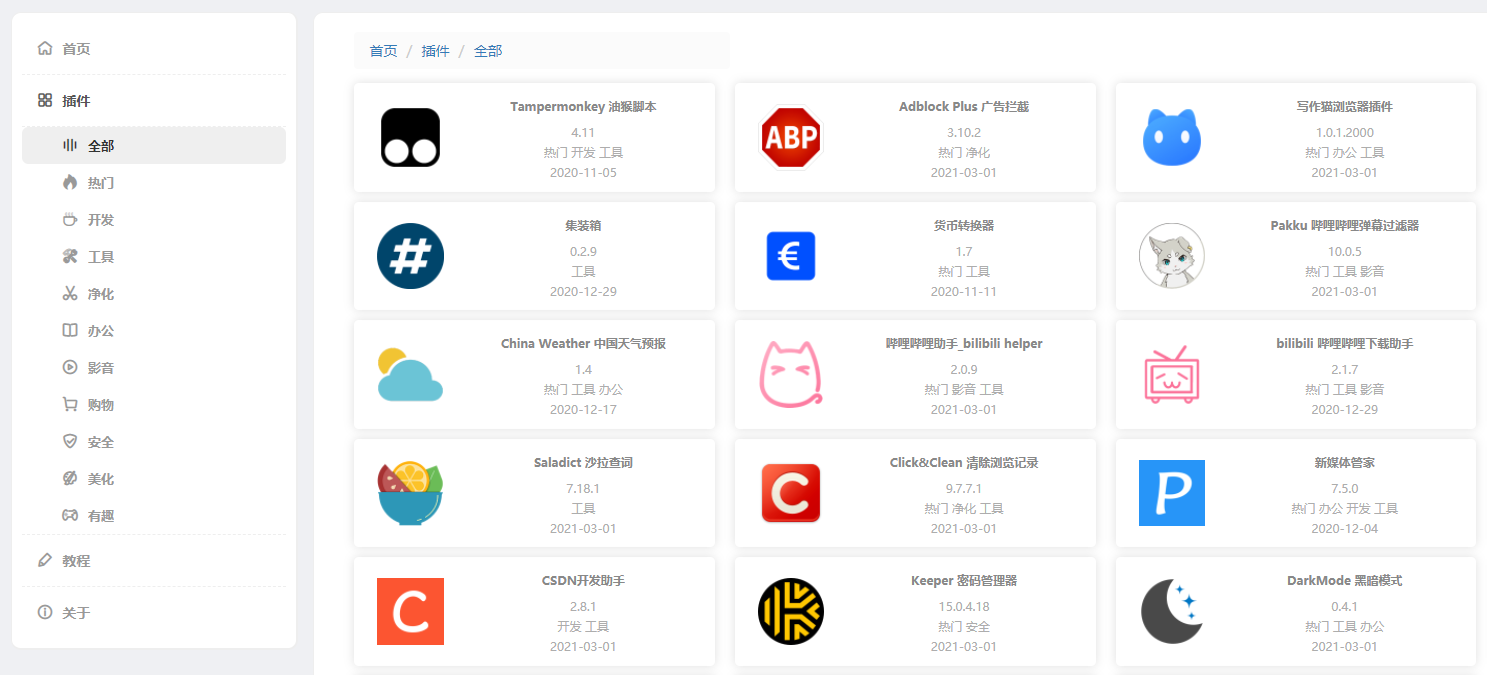 首页
插件
全部
热门
开发
工具
净化
办公
影音
购物
安全
美化
有趣
教程
关于
首页 / 插件 / 全部
Tampermonkey 油猴脚本
4.11
热门 开发 工具
2020-11-05
ABP
Adblock Plus 广告拦截
3.10.2
热门 净化
2021-03-01
写作猫浏览器插件
1.0.1.2000
热门 办公 工具
2021-03-01
#
集装箱
0.2.9
工具
2020-12-29
€
货币转换器
1.7
热门 工具
2020-11-11
Pakku 哔哩哔哩弹幕过滤器
10.0.5
热门 工具 影音
2021-03-01
China Weather 中国天气预报
1.4
热门 工具 办公
2020-12-17
哔哩哔哩助手_bilibili helper
2.0.9
热门 影音 工具
2021-03-01
bilibili 哔哩哔哩下载助手
2.1.7
热门 工具 影音
2020-12-29
Saladict 沙拉查词
7.18.1
工具
2021-03-01
C
Click&Clean 清除浏览记录
9.7.7.1
热门 净化 工具
2021-03-01
P
新媒体管家
7.5.0
热门 办公 开发 工具
2020-12-04
C
CSDN开发助手
2.8.1
开发 工具
2021-03-01
Keeper 密码管理器
15.0.4.18
热门 安全
2021-03-01
DarkMode 黑暗模式
0.4.1
热门 工具 办公
2021-03-01